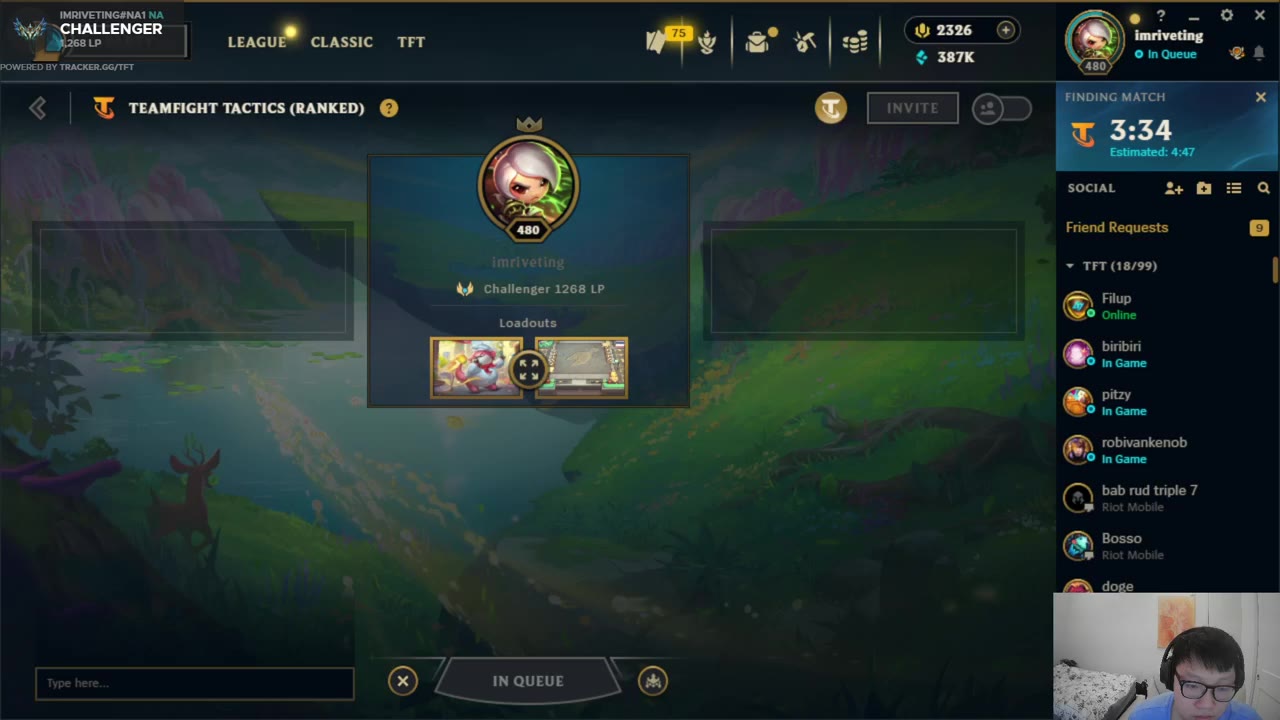 IMRIVETING#NA1 NA
CHALLENGER
1,268 LP
POWERED BY TRACKER.GG/TFT
LEAGUE
CLASSIC
TFT
75
2326
387K
imriveting
In Queue
480
TEAMFIGHT TACTICS (RANKED)
?
INVITE
FINDING MATCH
3:34
Estimated: 4:47
SOCIAL
Friend Requests
9
TFT (18/99)
Filup
Online
biribiri
In Game
pitzy
In Game
robivankenob
In Game
bab rud triple 7
Riot Mobile
Bosso
Riot Mobile
doge
480
imriveting
Challenger 1268 LP
Loadouts
Type here...
IN QUEUE